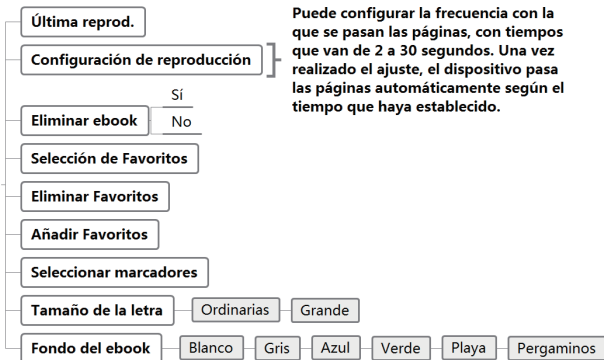 Última reprod.
Puede configurar la frecuencia con la
que se pasan las páginas, con tiempos
que van de 2 a 30 segundos. Una vez
realizado el ajuste, el dispositivo pasa
las páginas automáticamente según el
tiempo que haya establecido.
Configuración de reproducción
Eliminar ebook
Sí
No
Selección de Favoritos
Eliminar Favoritos
Añadir Favoritos
Seleccionar marcadores
Tamaño de la letra Ordinarias Grande
Fondo del ebook Blanco Gris Azul Verde Playa Pergaminos